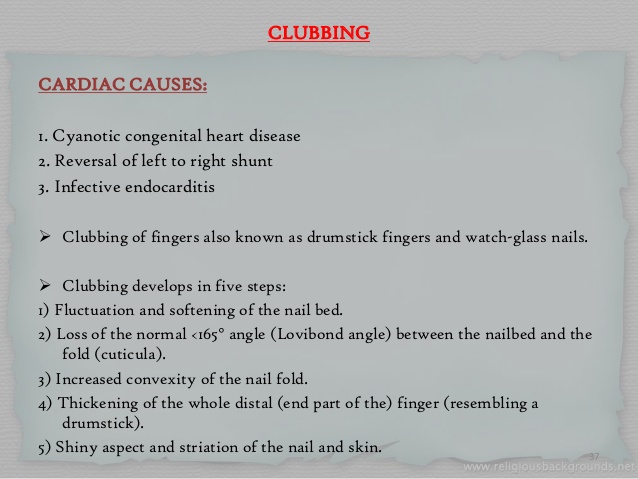 CLUBBING
CARDIAC CAUSES:
1. Cyanotic congenital heart disease
2. Reversal of left to right shunt
3. Infective endocarditis
➢ Clubbing of fingers also known as drumstick fingers and watch-glass nails.
➢ Clubbing develops in five steps:
1) Fluctuation and softening of the nail bed.
2) Loss of the normal <165° angle (Lovibond angle) between the nailbed and the
fold (cuticula).
3) Increased convexity of the nail fold.
4) Thickening of the whole distal (end part of the) finger (resembling a
drumstick).
5) Shiny aspect and striation of the nail and skin.
37
www.religiousbackgrounds.net